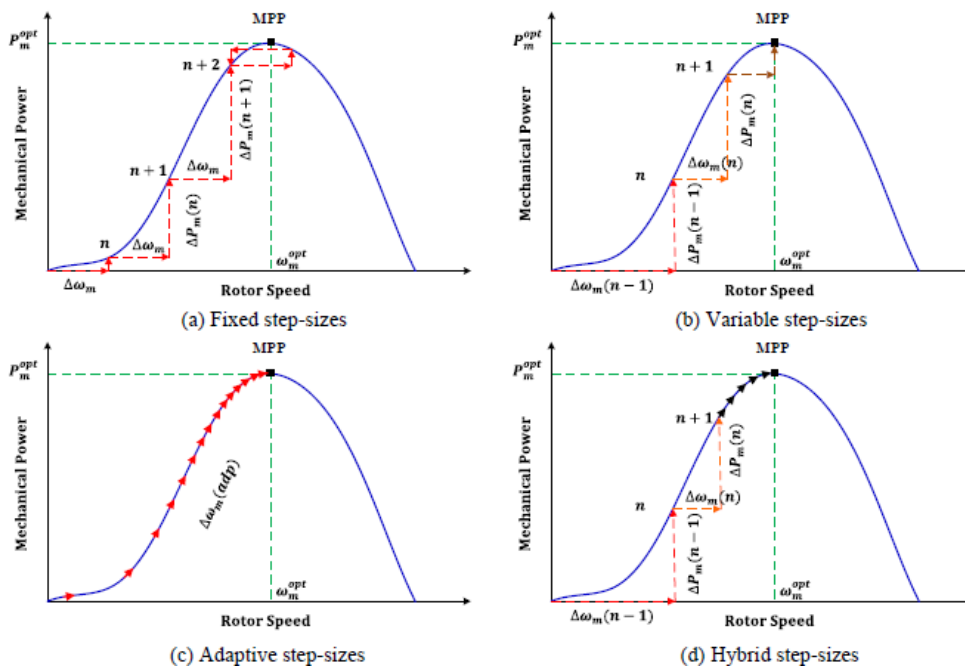 MPP
P_m^opt
Mechanical Power
n + 2
ΔP_m(n + 1)
n + 1
Δω_m
ΔP_m(n)
n
Δω_m
ω_m^opt
Δω_m
Rotor Speed
(a) Fixed step-sizes
MPP
P_m^opt
Mechanical Power
n + 1
ΔP_m(n)
Δω_m(n)
n
ΔP_m(n − 1)
ω_m^opt
Δω_m(n − 1)
Rotor Speed
(b) Variable step-sizes
MPP
P_m^opt
Mechanical Power
Δω_m(adp)
ω_m^opt
Rotor Speed
(c) Adaptive step-sizes
MPP
P_m^opt
Mechanical Power
n + 1
ΔP_m(n)
Δω_m(n)
n
ΔP_m(n − 1)
ω_m^opt
Δω_m(n − 1)
Rotor Speed
(d) Hybrid step-sizes